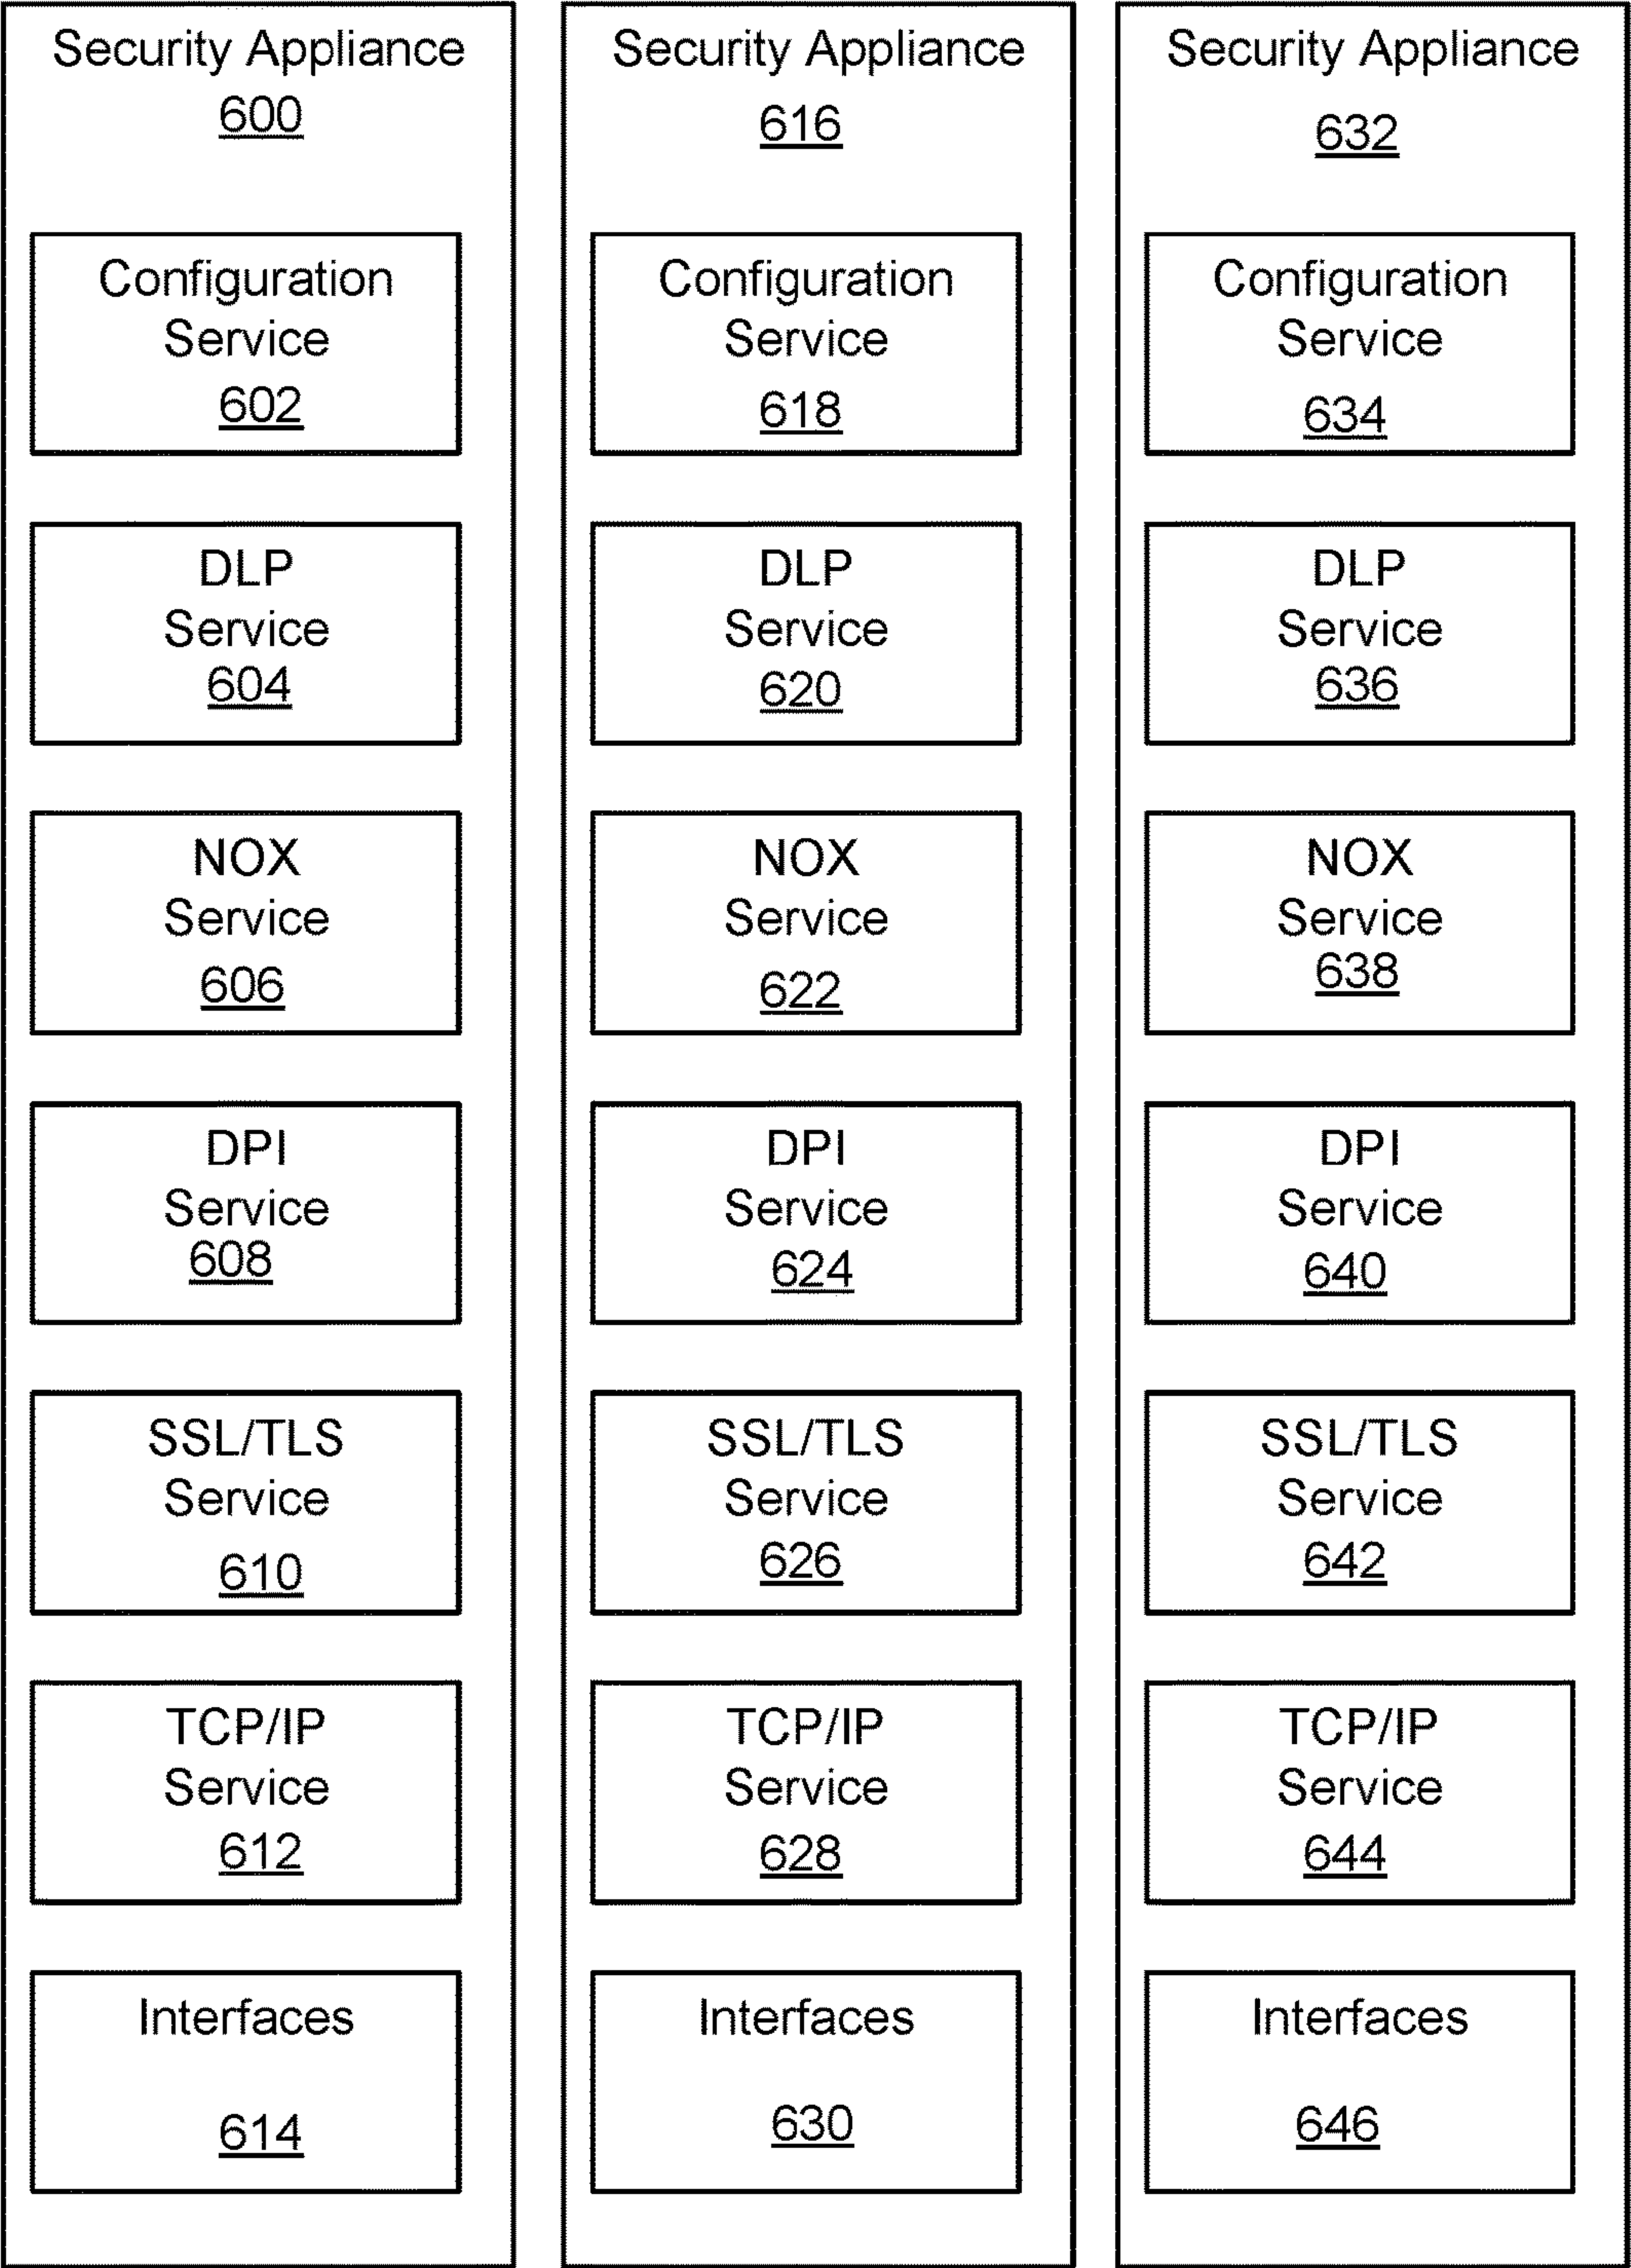 Security Appliance
600
Configuration
Service
602
DLP
Service
604
NOX
Service
606
DPI
Service
608
SSL/TLS
Service
610
TCP/IP
Service
612
Interfaces
614
Security Appliance
616
Configuration
Service
618
DLP
Service
620
NOX
Service
622
DPI
Service
624
SSL/TLS
Service
626
TCP/IP
Service
628
Interfaces
630
Security Appliance
632
Configuration
Service
634
DLP
Service
636
NOX
Service
638
DPI
Service
640
SSL/TLS
Service
642
TCP/IP
Service
644
Interfaces
646